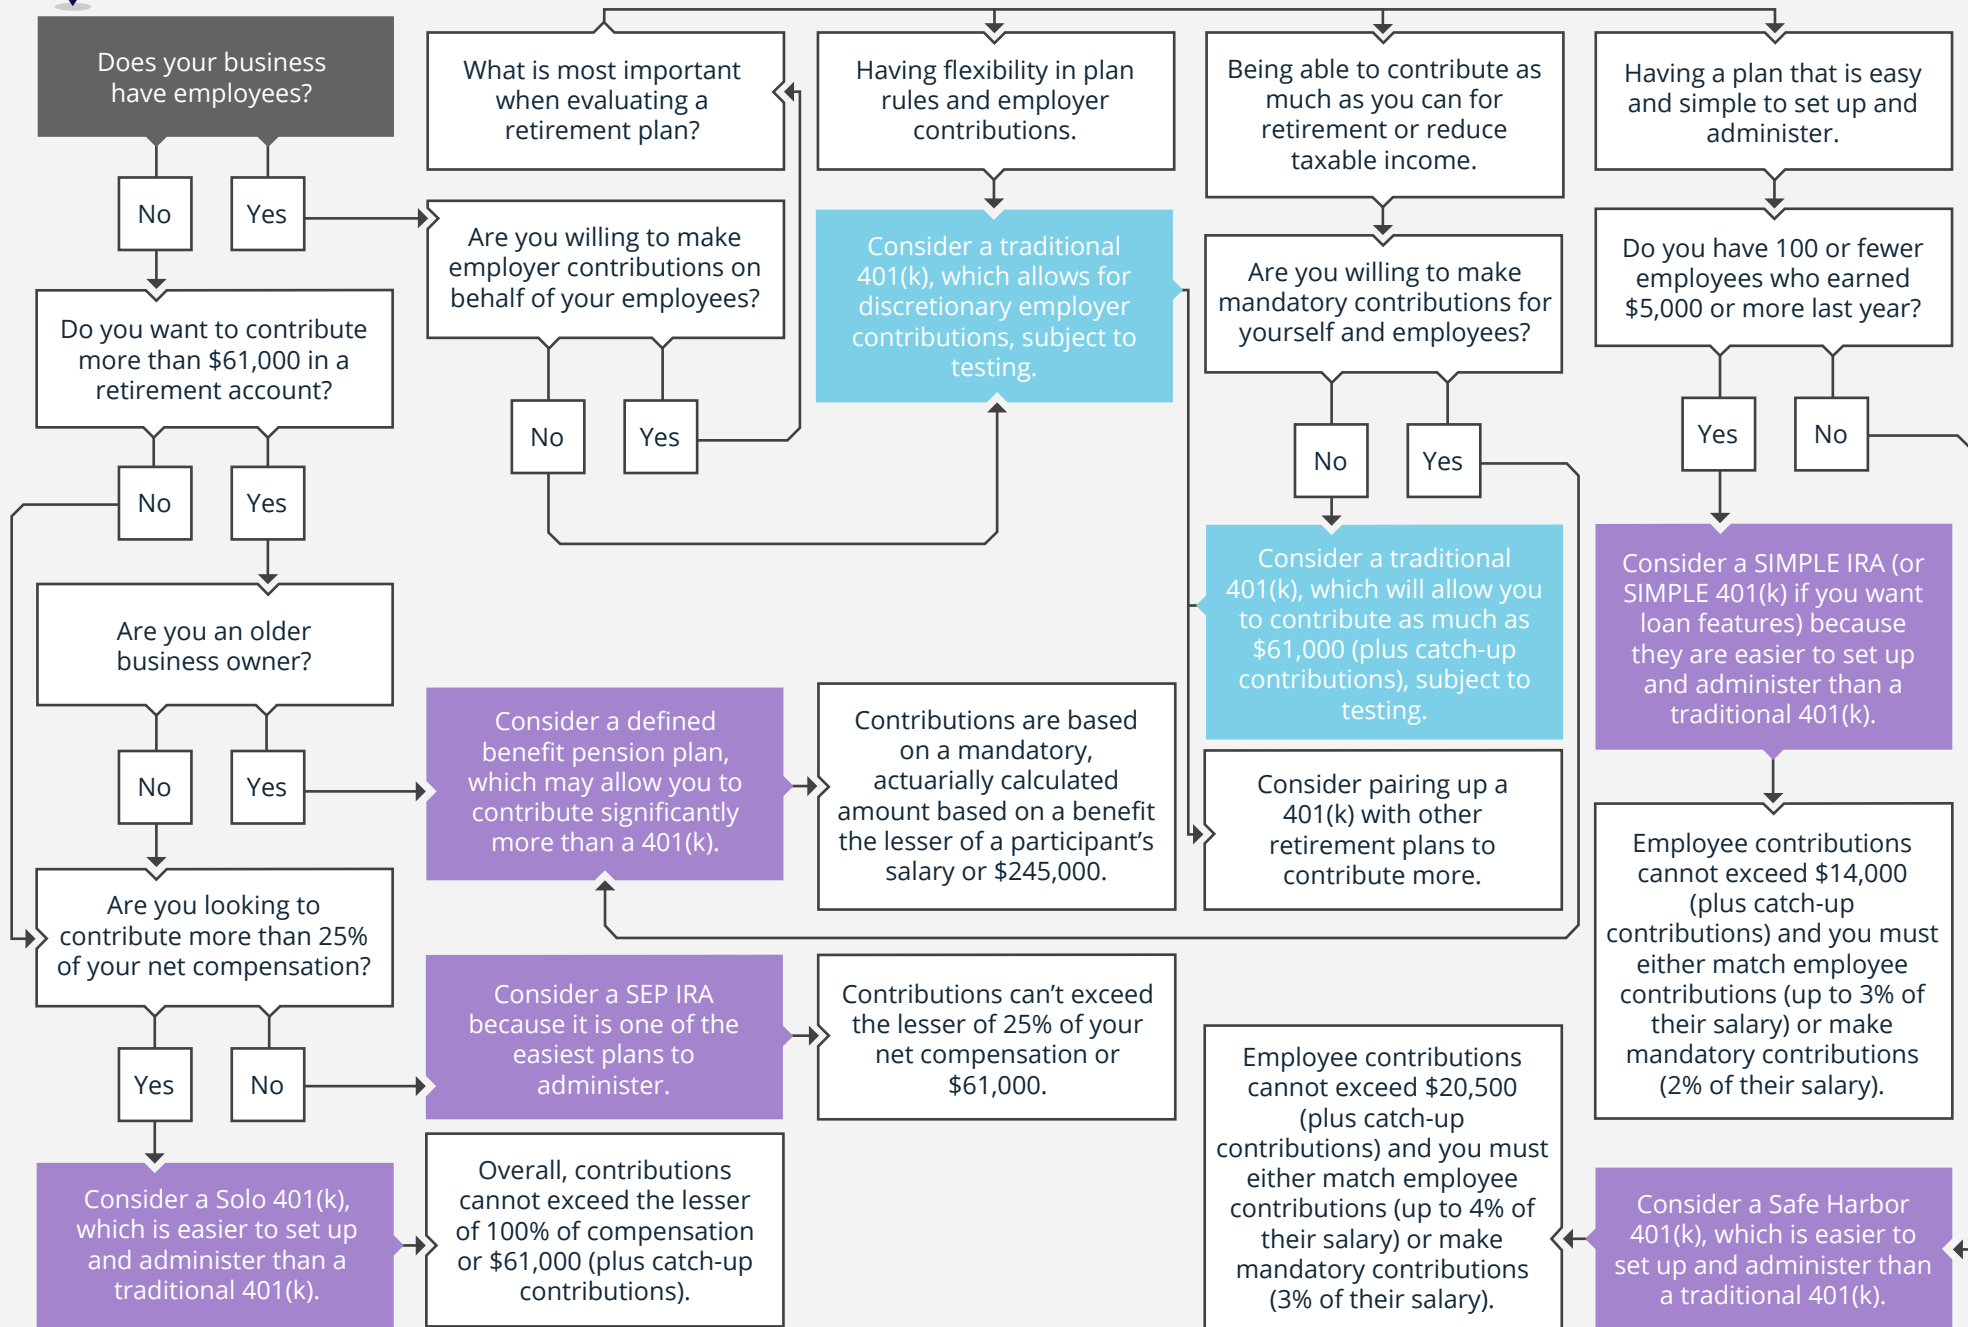 Does your business
have employees?
No
Yes
Do you want to contribute
more than $61,000 in a
retirement account?
No
Yes
Are you an older
business owner?
No
Yes
Are you looking to
contribute more than 25%
of your net compensation?
Yes
No
Consider a Solo 401(k),
which is easier to set up
and administer than a
traditional 401(k).
What is most important
when evaluating a
retirement plan?
Are you willing to make
employer contributions on
behalf of your employees?
No
Yes
Consider a defined
benefit pension plan,
which may allow you to
contribute significantly
more than a 401(k).
Consider a SEP IRA
because it is one of the
easiest plans to
administer.
Overall, contributions
cannot exceed the lesser
of 100% of compensation
or $61,000 (plus catch-up
contributions).
Having flexibility in plan
rules and employer
contributions.
Consider a traditional
401(k), which allows for
discretionary employer
contributions, subject to
testing.
Contributions are based
on a mandatory,
actuarially calculated
amount based on a benefit
the lesser of a participant’s
salary or $245,000.
Contributions can’t exceed
the lesser of 25% of your
net compensation or
$61,000.
Being able to contribute as
much as you can for
retirement or reduce
taxable income.
Are you willing to make
mandatory contributions for
yourself and employees?
No
Yes
Consider a traditional
401(k), which will allow you
to contribute as much as
$61,000 (plus catch-up
contributions), subject to
testing.
Consider pairing up a
401(k) with other
retirement plans to
contribute more.
Employee contributions
cannot exceed $20,500
(plus catch-up
contributions) and you must
either match employee
contributions (up to 4% of
their salary) or make
mandatory contributions
(3% of their salary).
Having a plan that is easy
and simple to set up and
administer.
Do you have 100 or fewer
employees who earned
$5,000 or more last year?
Yes
No
Consider a SIMPLE IRA (or
SIMPLE 401(k) if you want
loan features) because
they are easier to set up
and administer than a
traditional 401(k).
Employee contributions
cannot exceed $14,000
(plus catch-up
contributions) and you must
either match employee
contributions (up to 3% of
their salary) or make
mandatory contributions
(2% of their salary).
Consider a Safe Harbor
401(k), which is easier to
set up and administer than
a traditional 401(k).